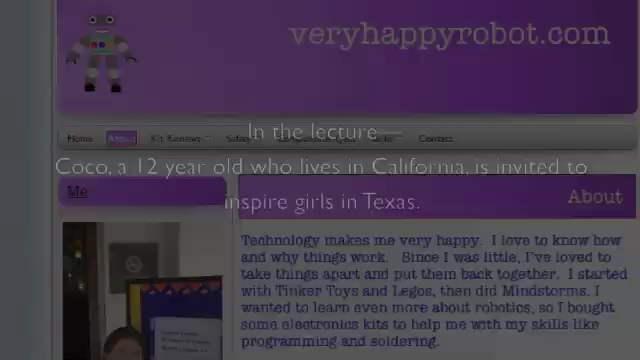 veryhappyrobot.com
Home About Kit Reviews Safety Contact
In the lecture—
Coco, a 12 year old who lives in California, is invited to
inspire girls in Texas.
Me
About
Technology makes me very happy. I love to know how
and why things work. Since I was little, I've loved to
take things apart and put them back together. I started
with Tinker Toys and Legos, then did Mindstorms. I
wanted to learn even more about robotics, so I bought
some electronics kits to help me with my skills like
programming and soldering.